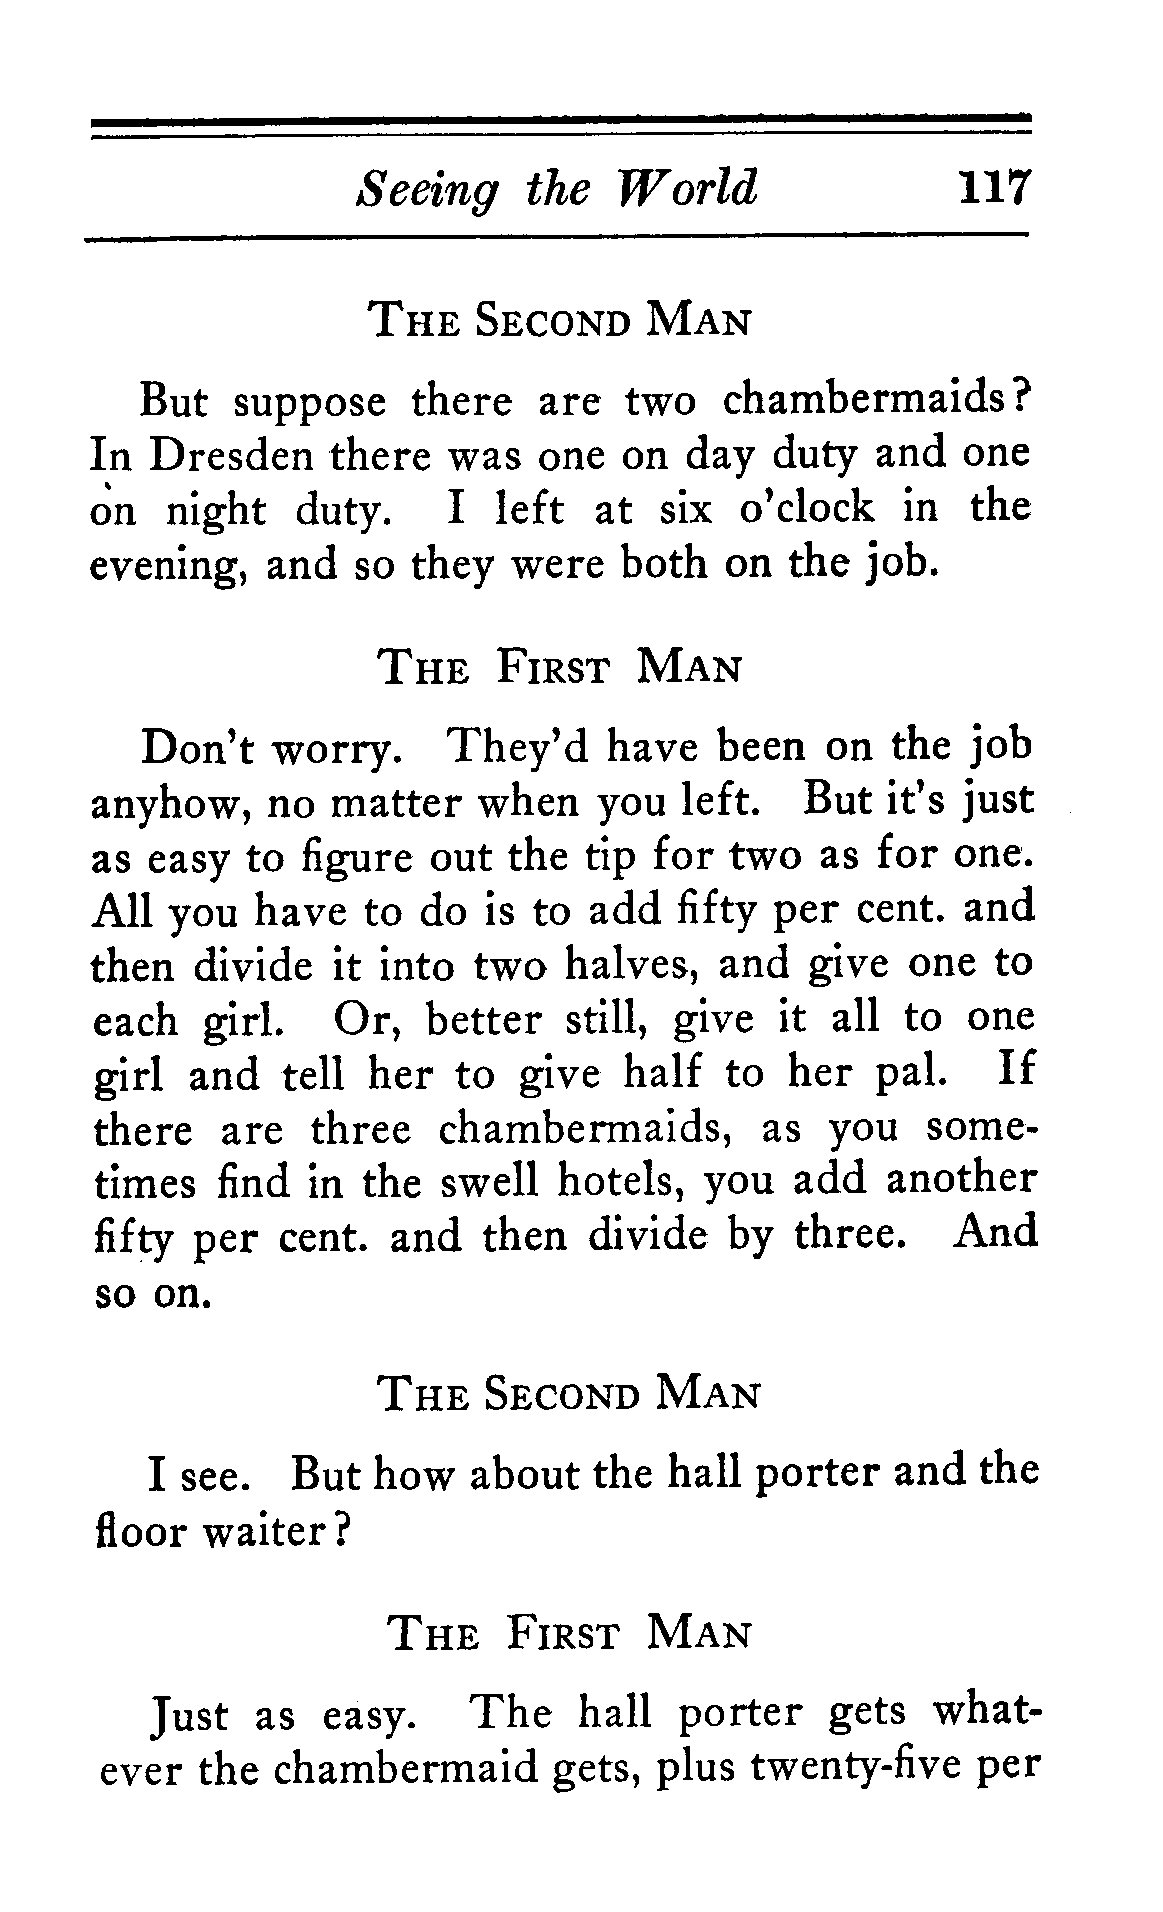 Seeing the World 117
THE SECOND MAN
But suppose there are two chambermaids?
In Dresden there was one on day duty and one
on night duty. I left at six o'clock in the
evening, and so they were both on the job.
THE FIRST MAN
Don't worry. They'd have been on the job
anyhow, no matter when you left. But it's just
as easy to figure out the tip for two as for one.
All you have to do is to add fifty per cent. and
then divide it into two halves, and give one to
each girl. Or, better still, give it all to one
girl and tell her to give half to her pal. If
there are three chambermaids, as you some-
times find in the swell hotels, you add another
fifty per cent. and then divide by three. And
so on.
THE SECOND MAN
I see. But how about the hall porter and the
floor waiter?
THE FIRST MAN
Just as easy. The hall porter gets what-
ever the chambermaid gets, plus twenty-five per